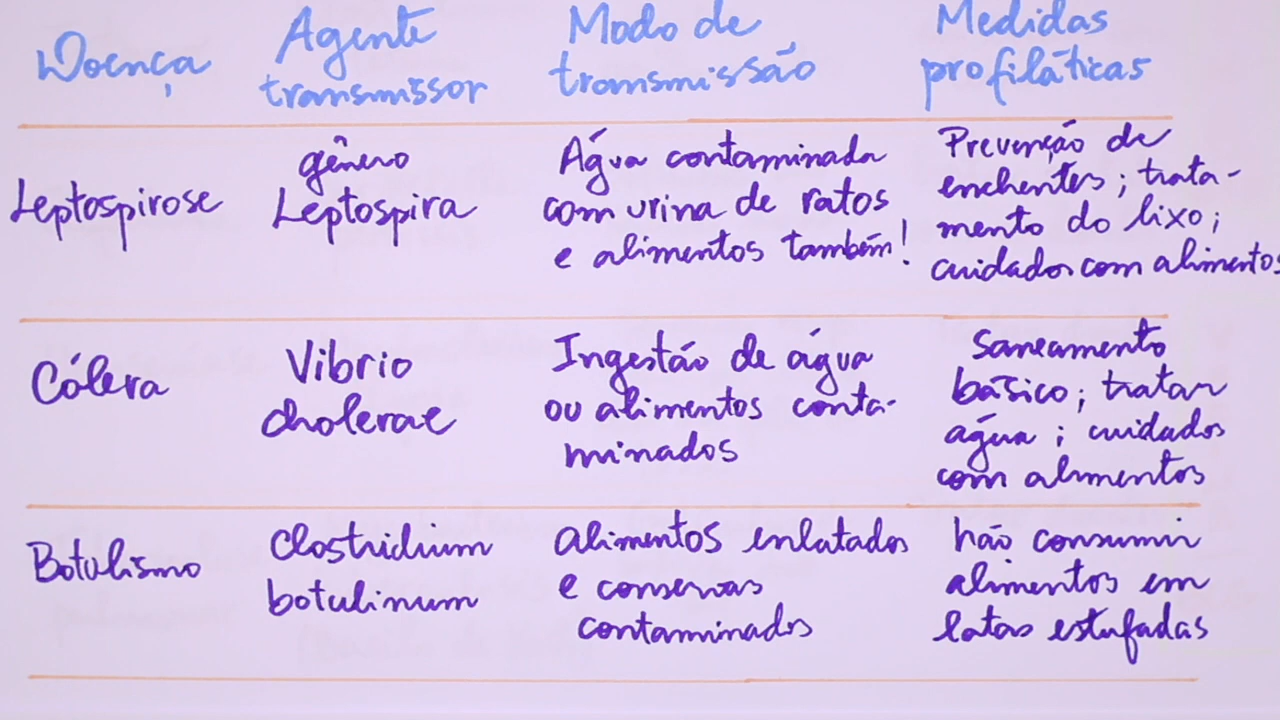 Doença
Agente
transmissor
Modo de
transmissão
Medidas
profiláticas
Leptospirose
gênero
Leptospira
Água contaminada
com urina de ratos
e alimentos também!
Prevenção de
enchentes; trata-
mento do lixo;
cuidados com alimentos
Cólera
Vibrio
cholerae
Ingestão de água
ou alimentos conta-
minados
Saneamento
básico; tratar
água; cuidados
com alimentos
Botulismo
Clostridium
botulinum
alimentos enlatados
e conservas
contaminados
não consumir
alimentos em
latas estufadas